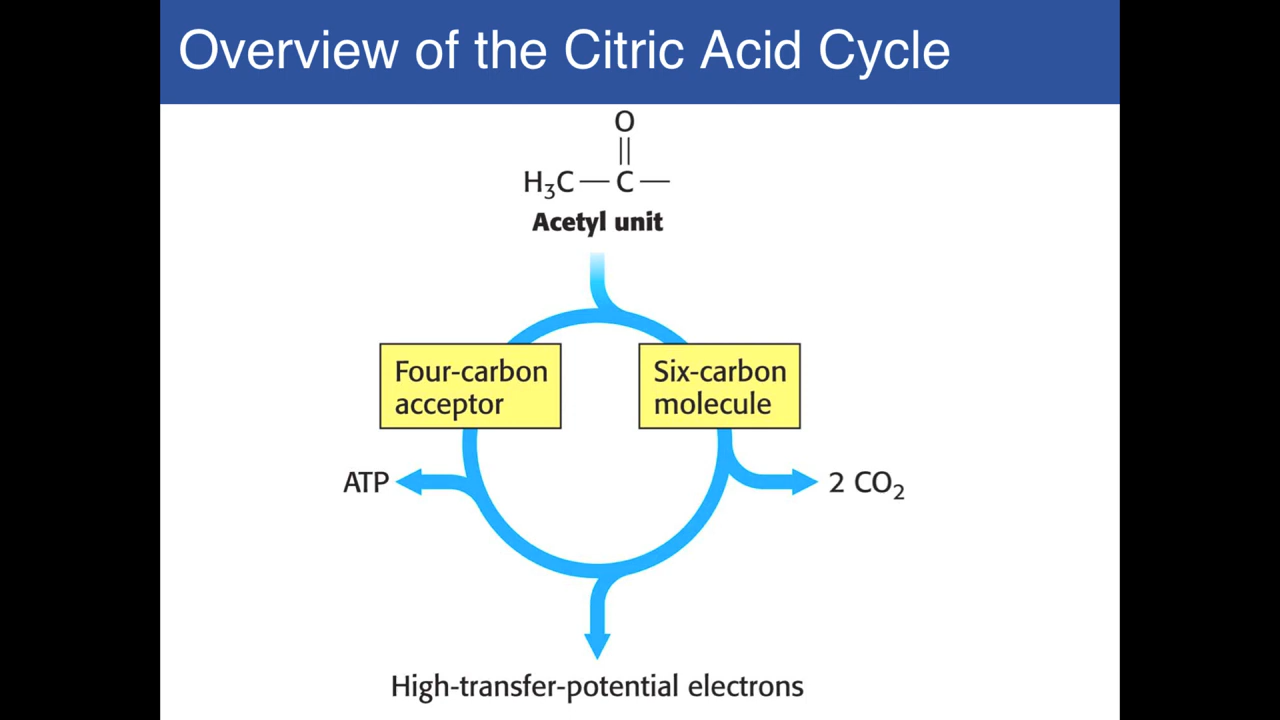 Overview of the Citric Acid Cycle
O
H₃C—C—
Acetyl unit
Four-carbon
acceptor
Six-carbon
molecule
ATP
2 CO₂
High-transfer-potential electrons